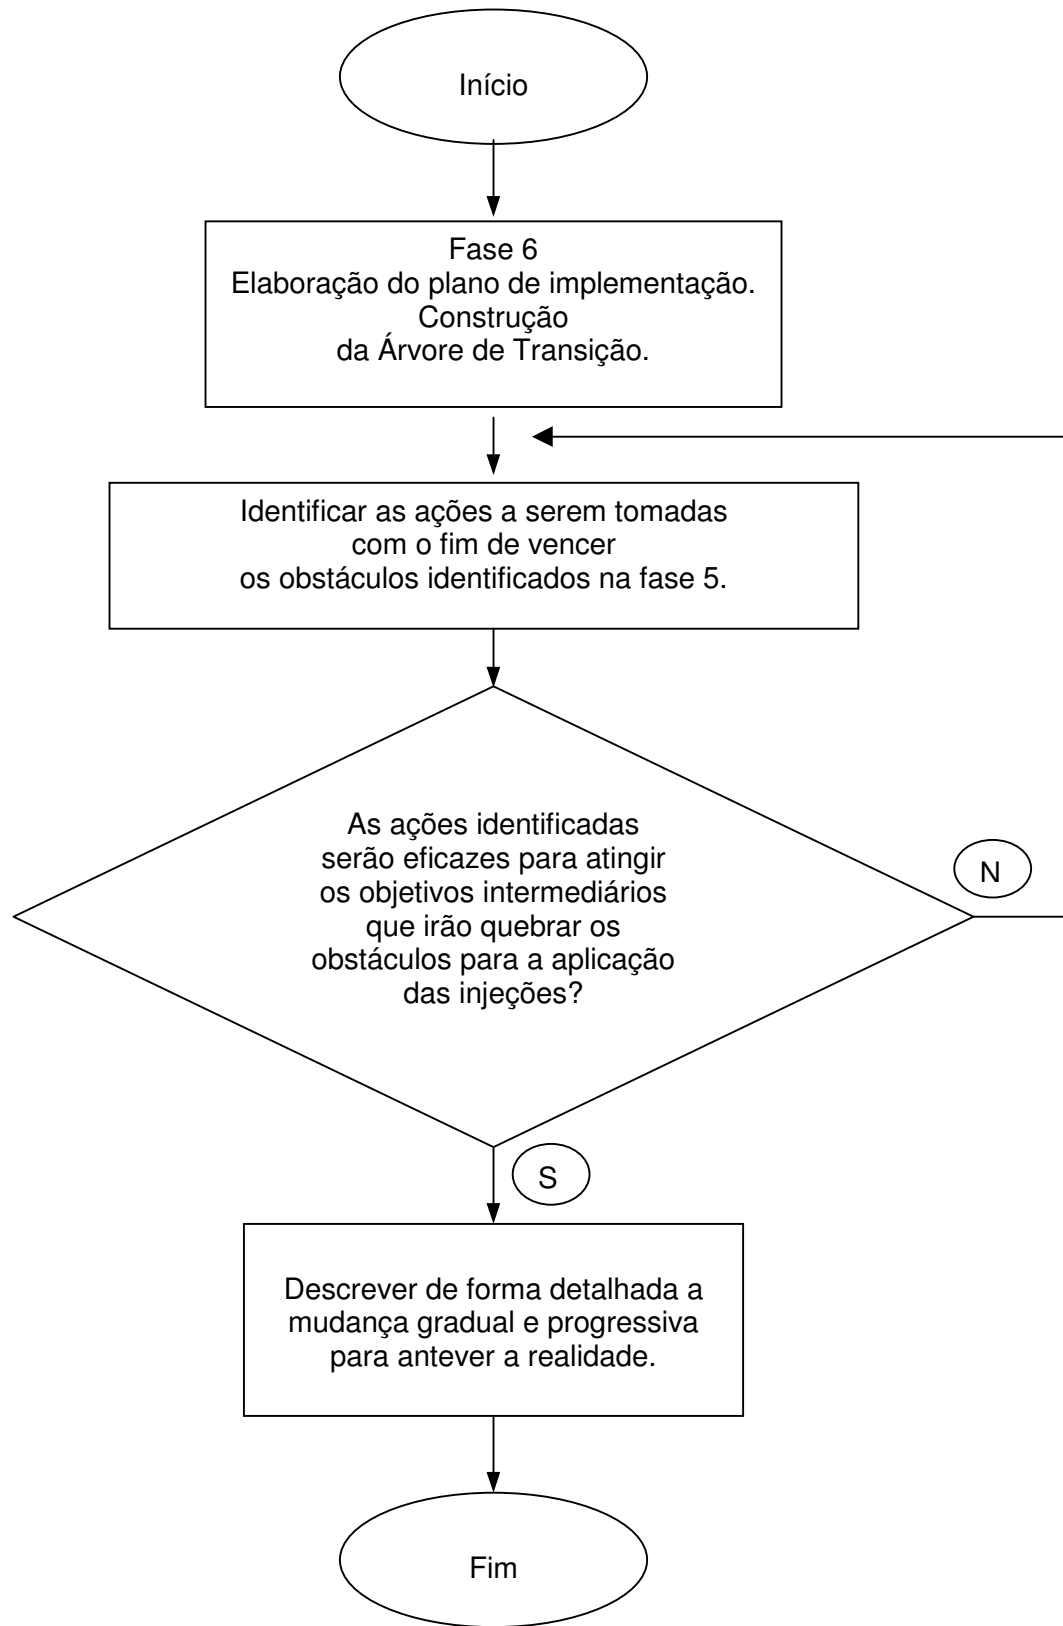 Início
Fase 6
Elaboração do plano de implementação.
Construção
da Árvore de Transição.
Identificar as ações a serem tomadas
com o fim de vencer
os obstáculos identificados na fase 5.
As ações identificadas
serão eficazes para atingir
os objetivos intermediários
que irão quebrar os
obstáculos para a aplicação
das injeções?
N
S
Descrever de forma detalhada a
mudança gradual e progressiva
para antever a realidade.
Fim